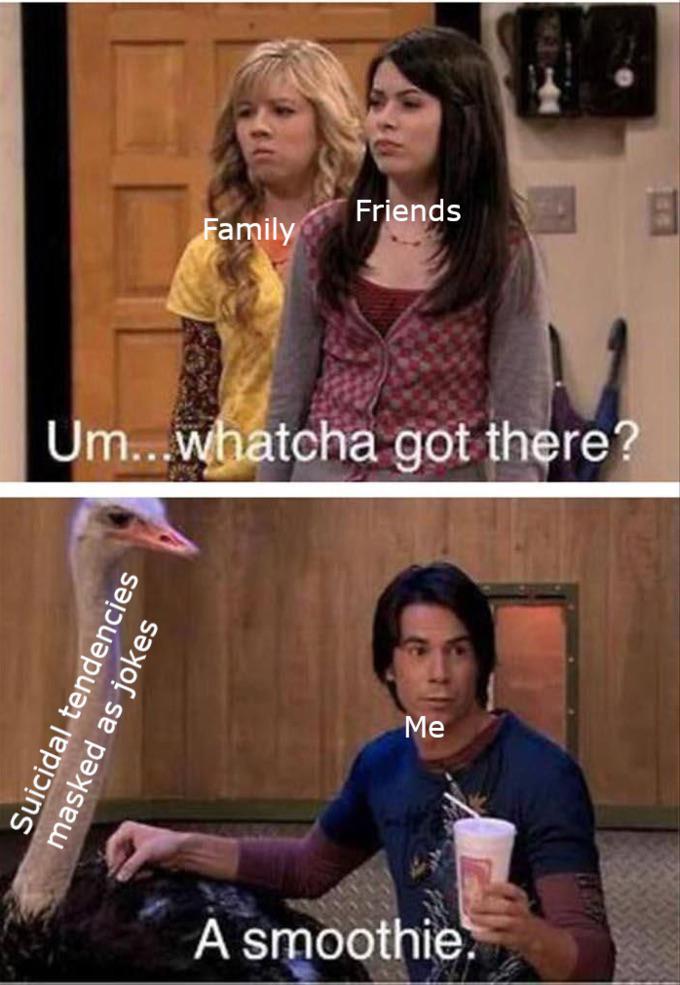 Family
Friends
Um...whatcha got there?
Suicidal tendencies
masked as jokes
Me
A smoothie.